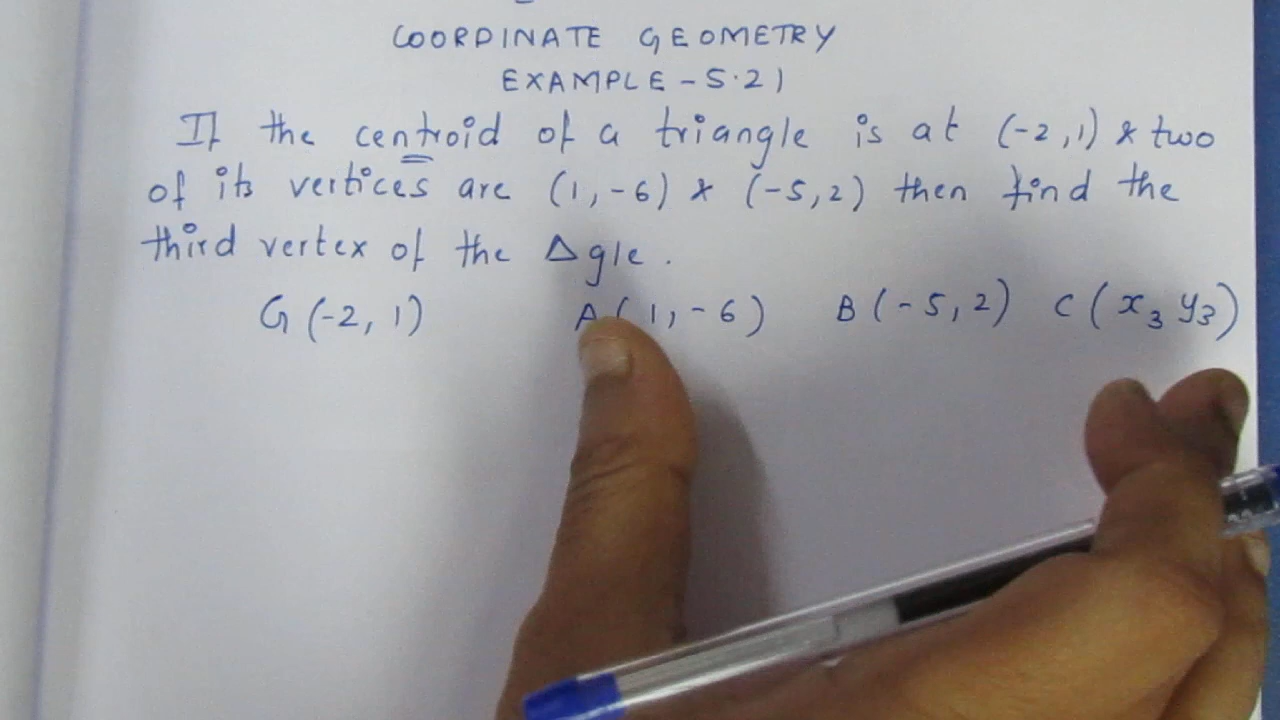 COORDINATE GEOMETRY
EXAMPLE - 5.21
If the centroid of a triangle is at (-2,1) & two
of its vertices are (1,-6) & (-5,2) then find the
third vertex of the Δgle.
G(-2, 1) A(1,-6) B(-5,2) C(x₃ y₃)